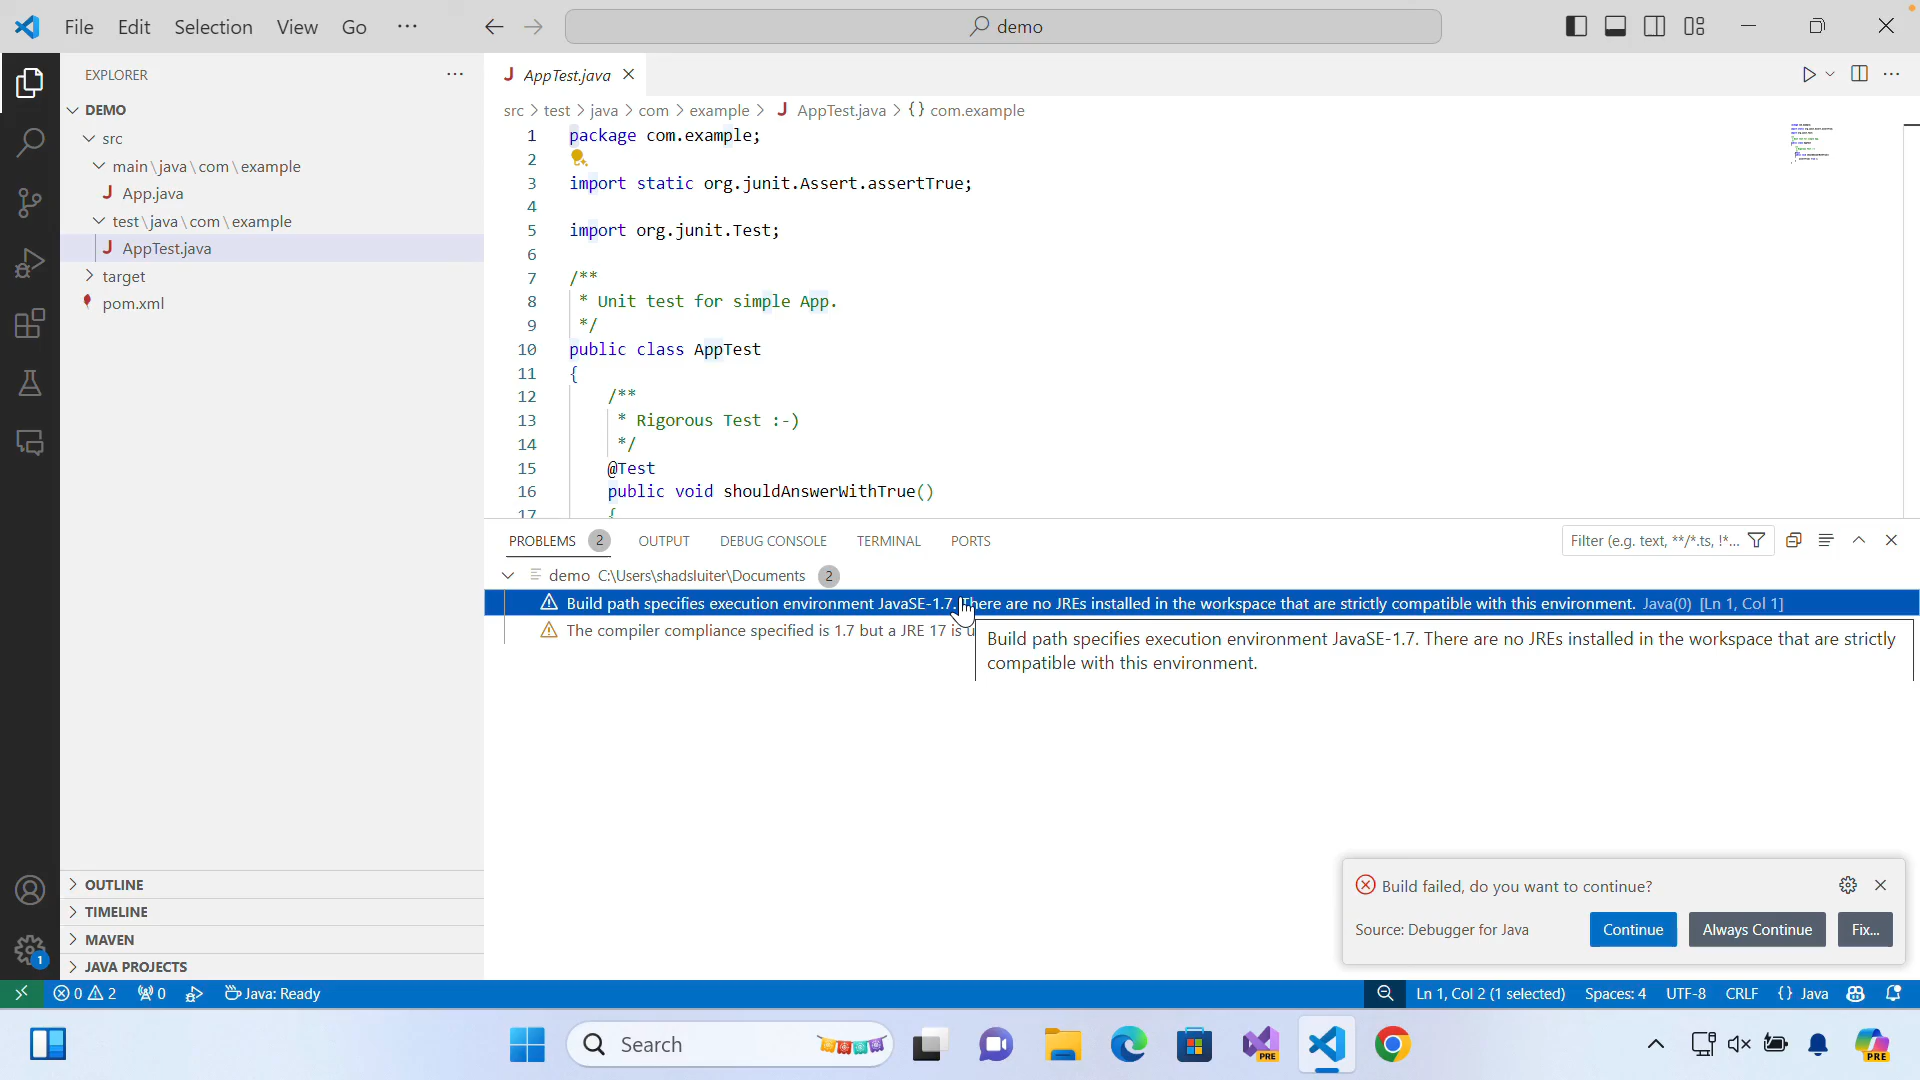 File Edit Selection View Go ··· demo
EXPLORER ···
DEMO
src
main\java\com\example
App.java
test\java\com\example
AppTest.java
target
pom.xml
OUTLINE
TIMELINE
MAVEN
JAVA PROJECTS
AppTest.java
src > test > java > com > example > AppTest.java > {} com.example
1 package com.example;
2
3 import static org.junit.Assert.assertTrue;
4
5 import org.junit.Test;
6
7 /**
8 * Unit test for simple App.
9 */
10 public class AppTest
11 {
12 /**
13 * Rigorous Test :-)
14 */
15 @Test
16 public void shouldAnswerWithTrue()
17 {
PROBLEMS 2 OUTPUT DEBUG CONSOLE TERMINAL PORTS Filter (e.g. text, **/*.ts, !*...
demo C:\Users\shadsluiter\Documents 2
Build path specifies execution environment JavaSE-1.7. There are no JREs installed in the workspace that are strictly compatible with this environment. Java(0) [Ln 1, Col 1]
The compiler compliance specified is 1.7 but a JRE 17 is u
Build path specifies execution environment JavaSE-1.7. There are no JREs installed in the workspace that are strictly
compatible with this environment.
Build failed, do you want to continue?
Source: Debugger for Java Continue Always Continue Fix...
1
0 2 0 Java: Ready Ln 1, Col 2 (1 selected) Spaces: 4 UTF-8 CRLF {} Java
Search
PRE
PRE